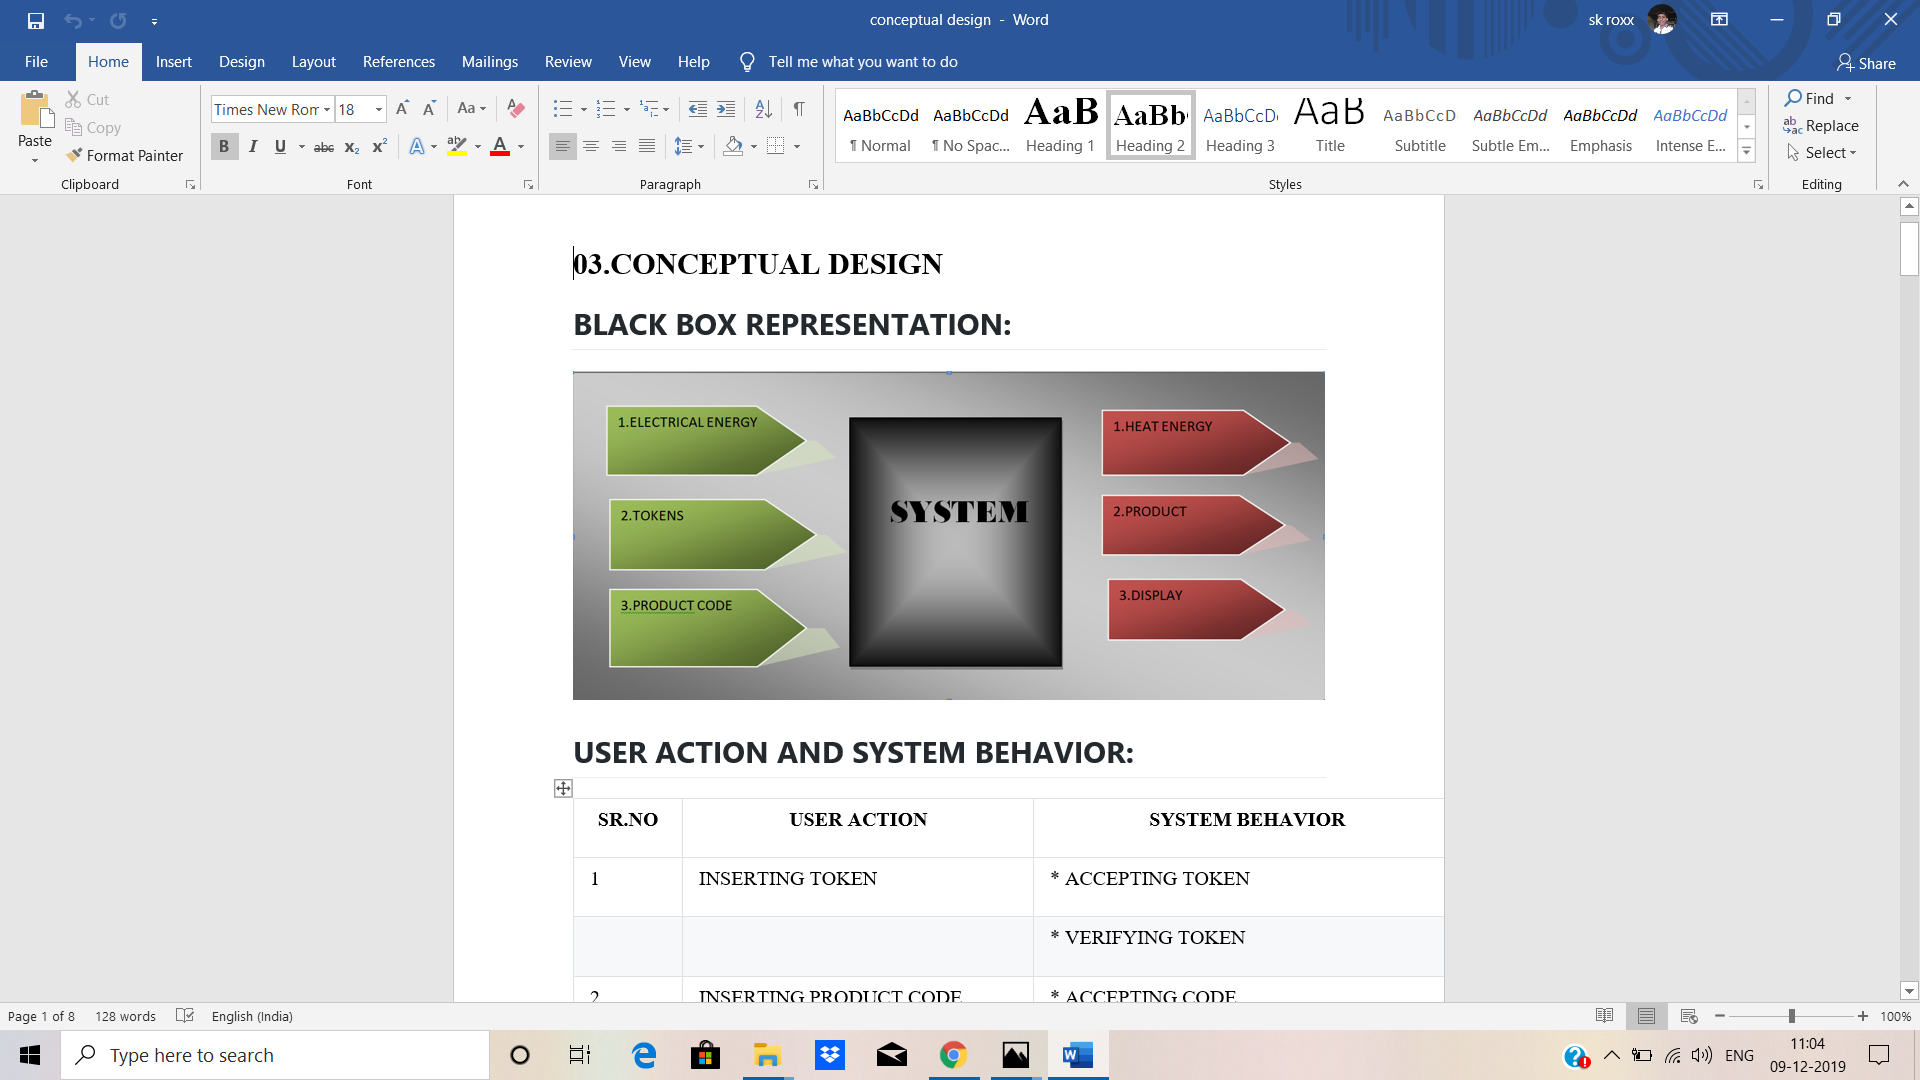 conceptual design - Word
sk roxx
File Home Insert Design Layout References Mailings Review View Help Tell me what you want to do
Share
Paste
Cut
Copy
Format Painter
Clipboard
Times New Ror 18
Font
Paragraph
AaBbCcDd
¶ Normal
AaBbCcDd
¶ No Spac...
AaB
Heading 1
AaBb
Heading 2
AaBbCcD
Heading 3
AaB
Title
AaBbCcD
Subtitle
AaBbCcDd
Subtle Em...
AaBbCcDd
Emphasis
AaBbCcDd
Intense E...
Styles
Find
Replace
Select
Editing
03.CONCEPTUAL DESIGN
BLACK BOX REPRESENTATION:
1.ELECTRICAL ENERGY
2.TOKENS
3.PRODUCT CODE
SYSTEM
1.HEAT ENERGY
2.PRODUCT
3.DISPLAY
USER ACTION AND SYSTEM BEHAVIOR:
SR.NO USER ACTION SYSTEM BEHAVIOR
1 INSERTING TOKEN * ACCEPTING TOKEN
* VERIFYING TOKEN
2 INSERTING PRODUCT CODE * ACCEPTING CODE
Page 1 of 8 128 words English (India)
100%
Type here to search
ENG
11:04
09-12-2019